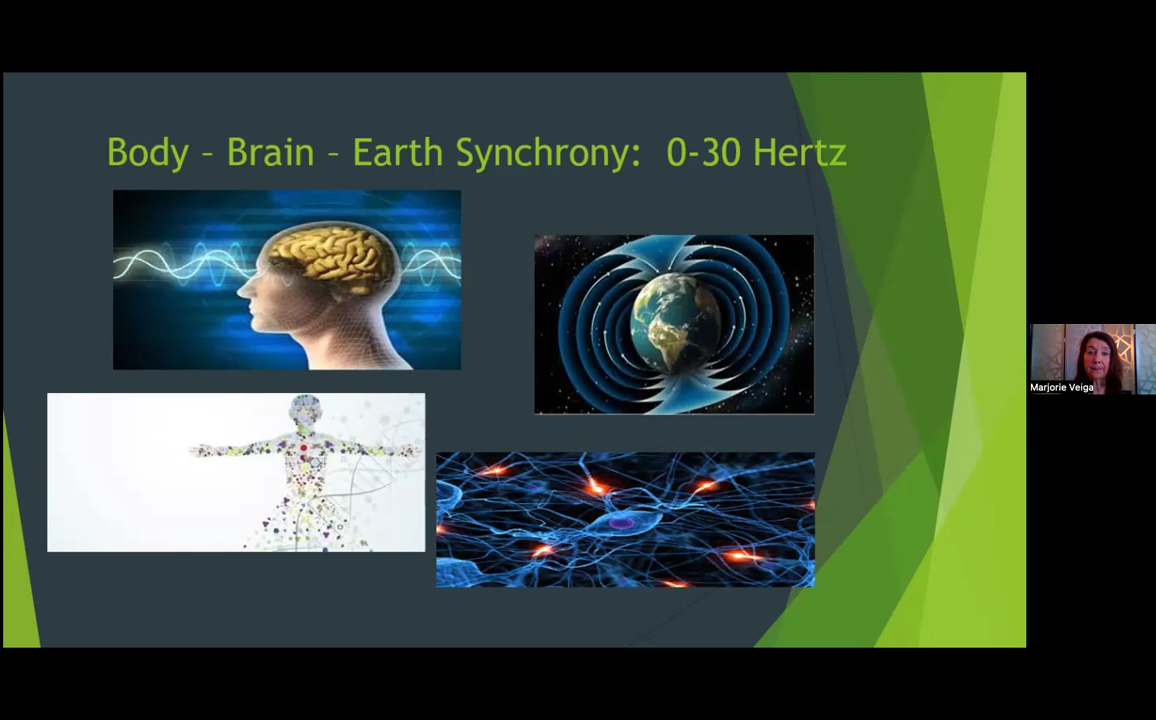 Body – Brain – Earth Synchrony: 0-30 Hertz
Marjorie Veiga